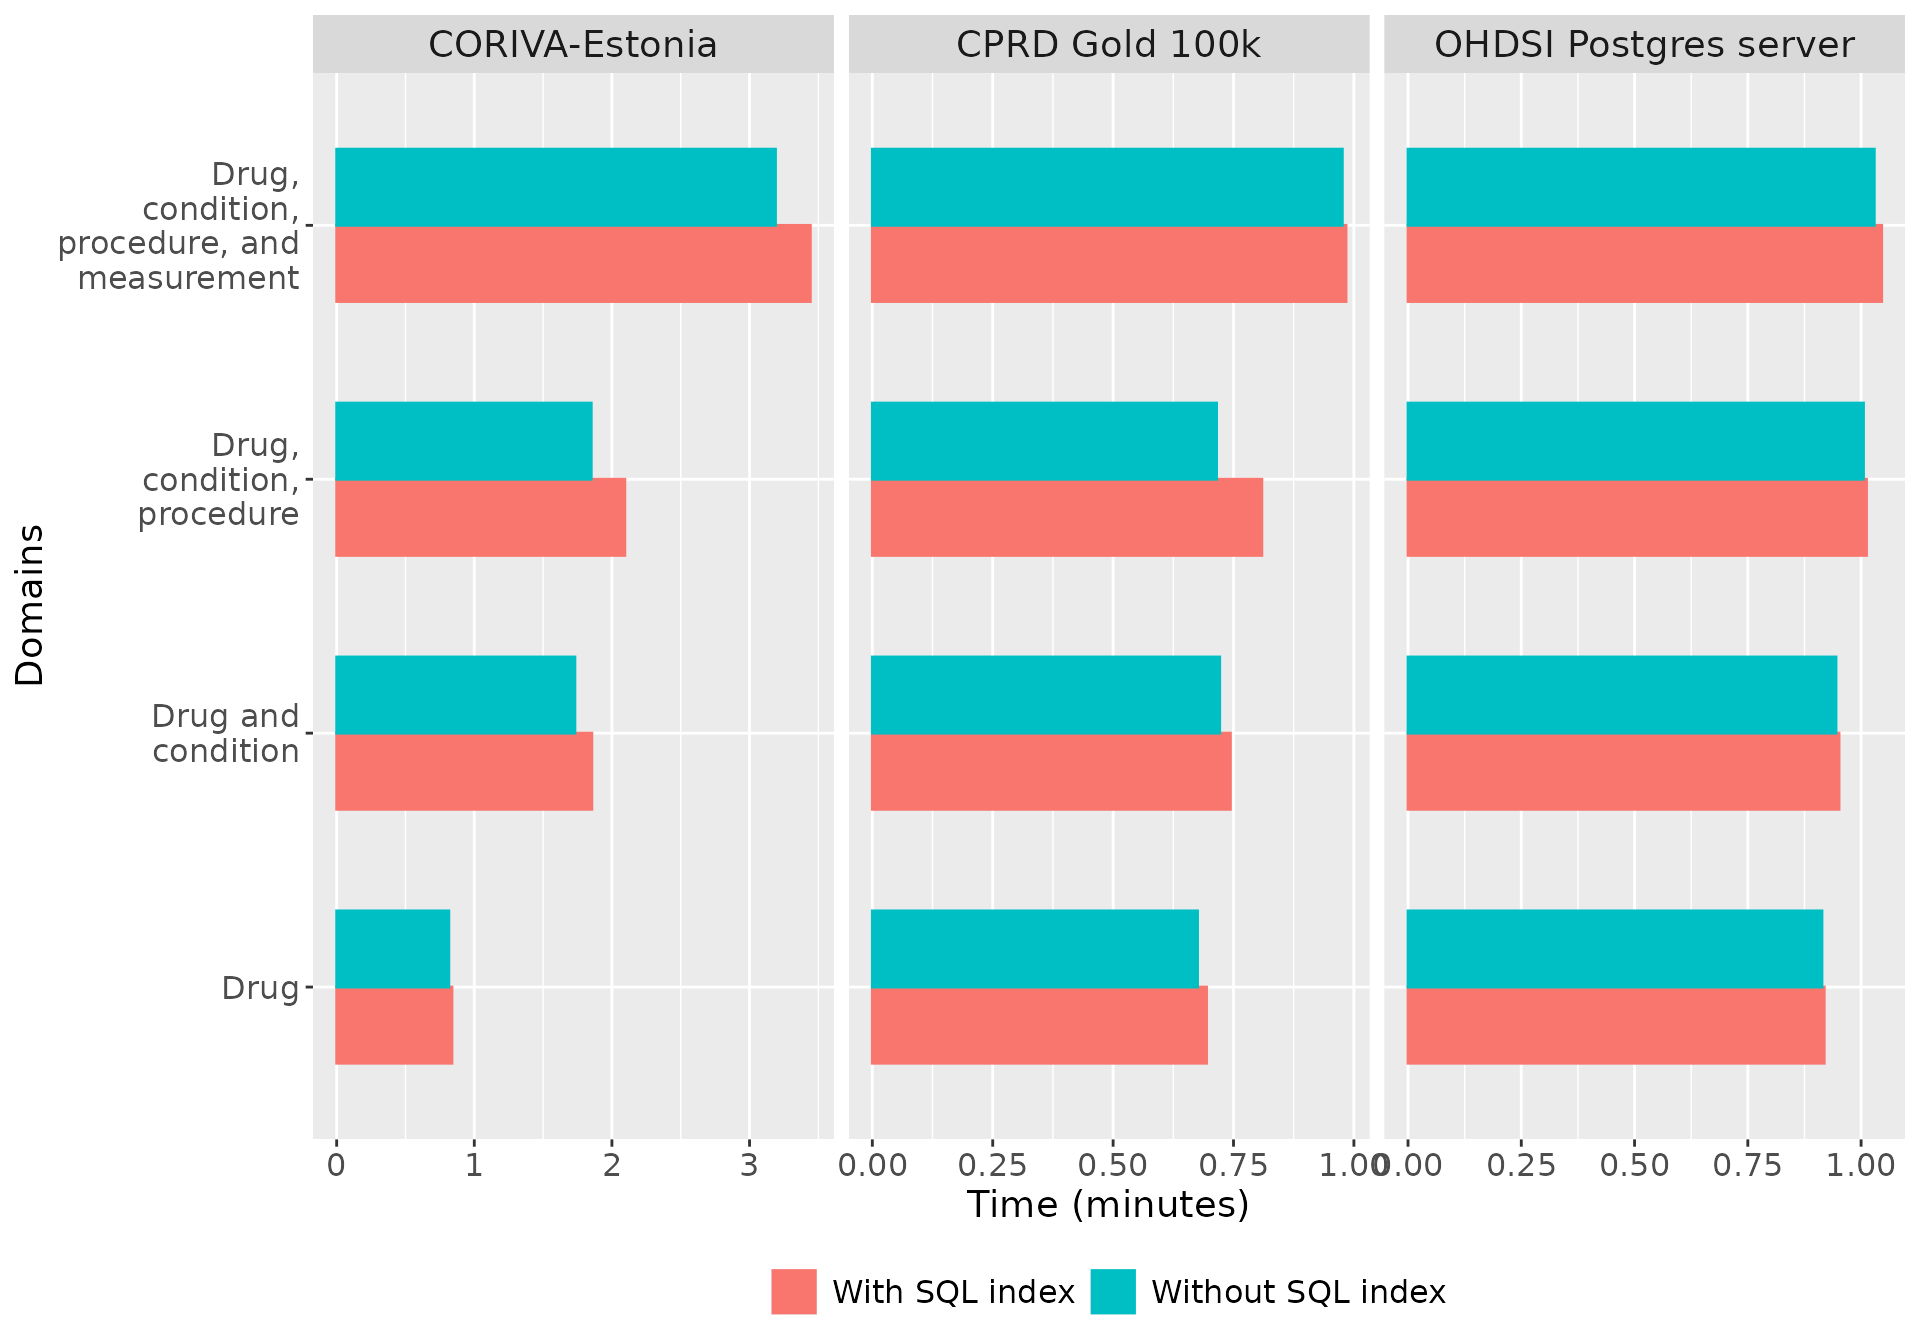 CORIVA-Estonia
CPRD Gold 100k
OHDSI Postgres server
Domains
Drug,
condition,
procedure, and
measurement
Drug,
condition,
procedure
Drug and
condition
Drug
0 1 2 3
0.00 0.25 0.50 0.75 1.00
0.00 0.25 0.50 0.75 1.00
Time (minutes)
With SQL index
Without SQL index